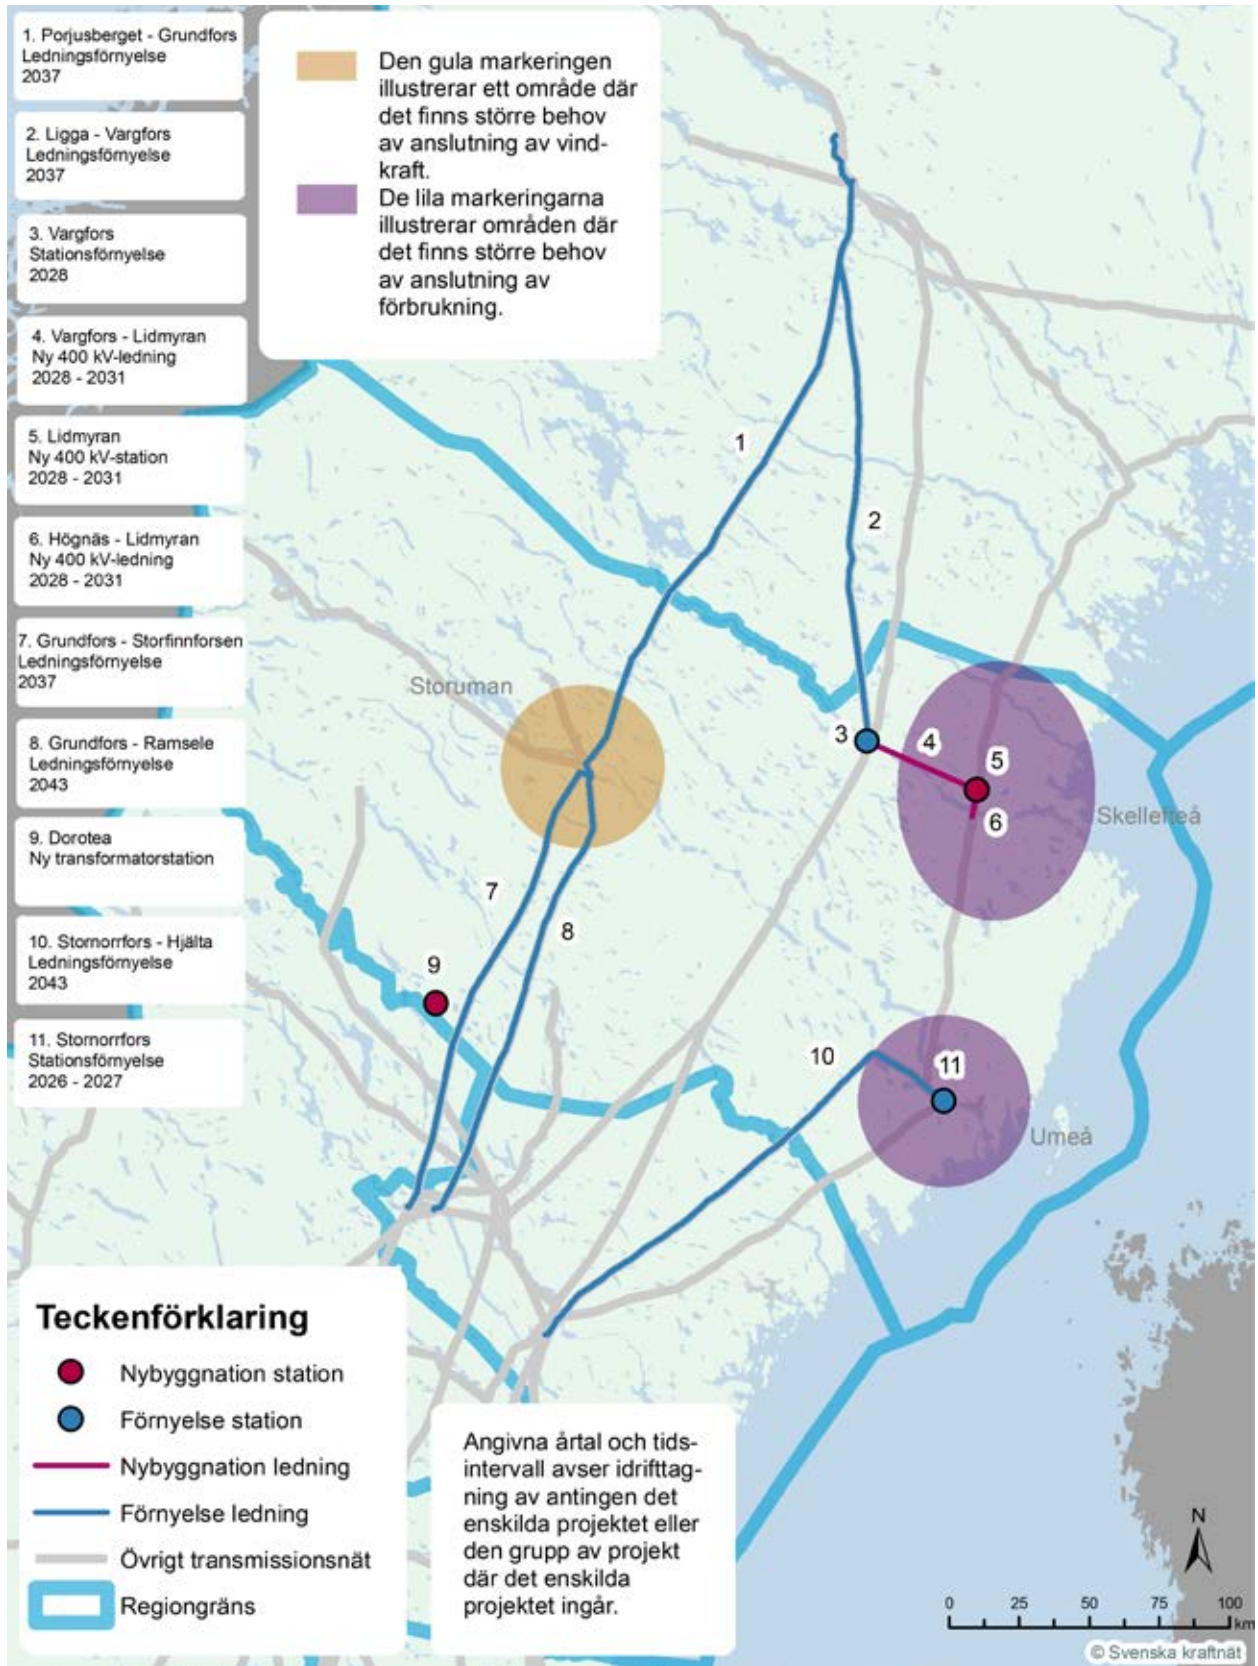 1. Porjusberget - Grundfors
Ledningsförnyelse
2037
2. Ligga - Vargfors
Ledningsförnyelse
2037
3. Vargfors
Stationsförnyelse
2028
4. Vargfors - Lidmyran
Ny 400 kV-ledning
2028 - 2031
5. Lidmyran
Ny 400 kV-station
2028 - 2031
6. Högnäs - Lidmyran
Ny 400 kV-ledning
2028 - 2031
7. Grundfors - Storfinnforsen
Ledningsförnyelse
2037
8. Grundfors - Ramsele
Ledningsförnyelse
2043
9. Dorotea
Ny transformatorstation
10. Stornorrfors - Hjälta
Ledningsförnyelse
2043
11. Stornorrfors
Stationsförnyelse
2026 - 2027
Den gula markeringen
illustrerar ett område där
det finns större behov
av anslutning av vind-
kraft.
De lila markeringarna
illustrerar områden där
det finns större behov
av anslutning av
förbrukning.
1
2
Storuman
3
4
5
6
Skellefteå
7
8
9
10
11
Umeå
Teckenförklaring
Nybyggnation station
Förnyelse station
Nybyggnation ledning
Förnyelse ledning
Övrigt transmissionsnät
Regiongräns
Angivna årtal och tids-
intervall avser idrifttag-
ning av antingen det
enskilda projektet eller
den grupp av projekt
där det enskilda
projektet ingår.
N
0 25 50 75 100
km
© Svenska kraftnät